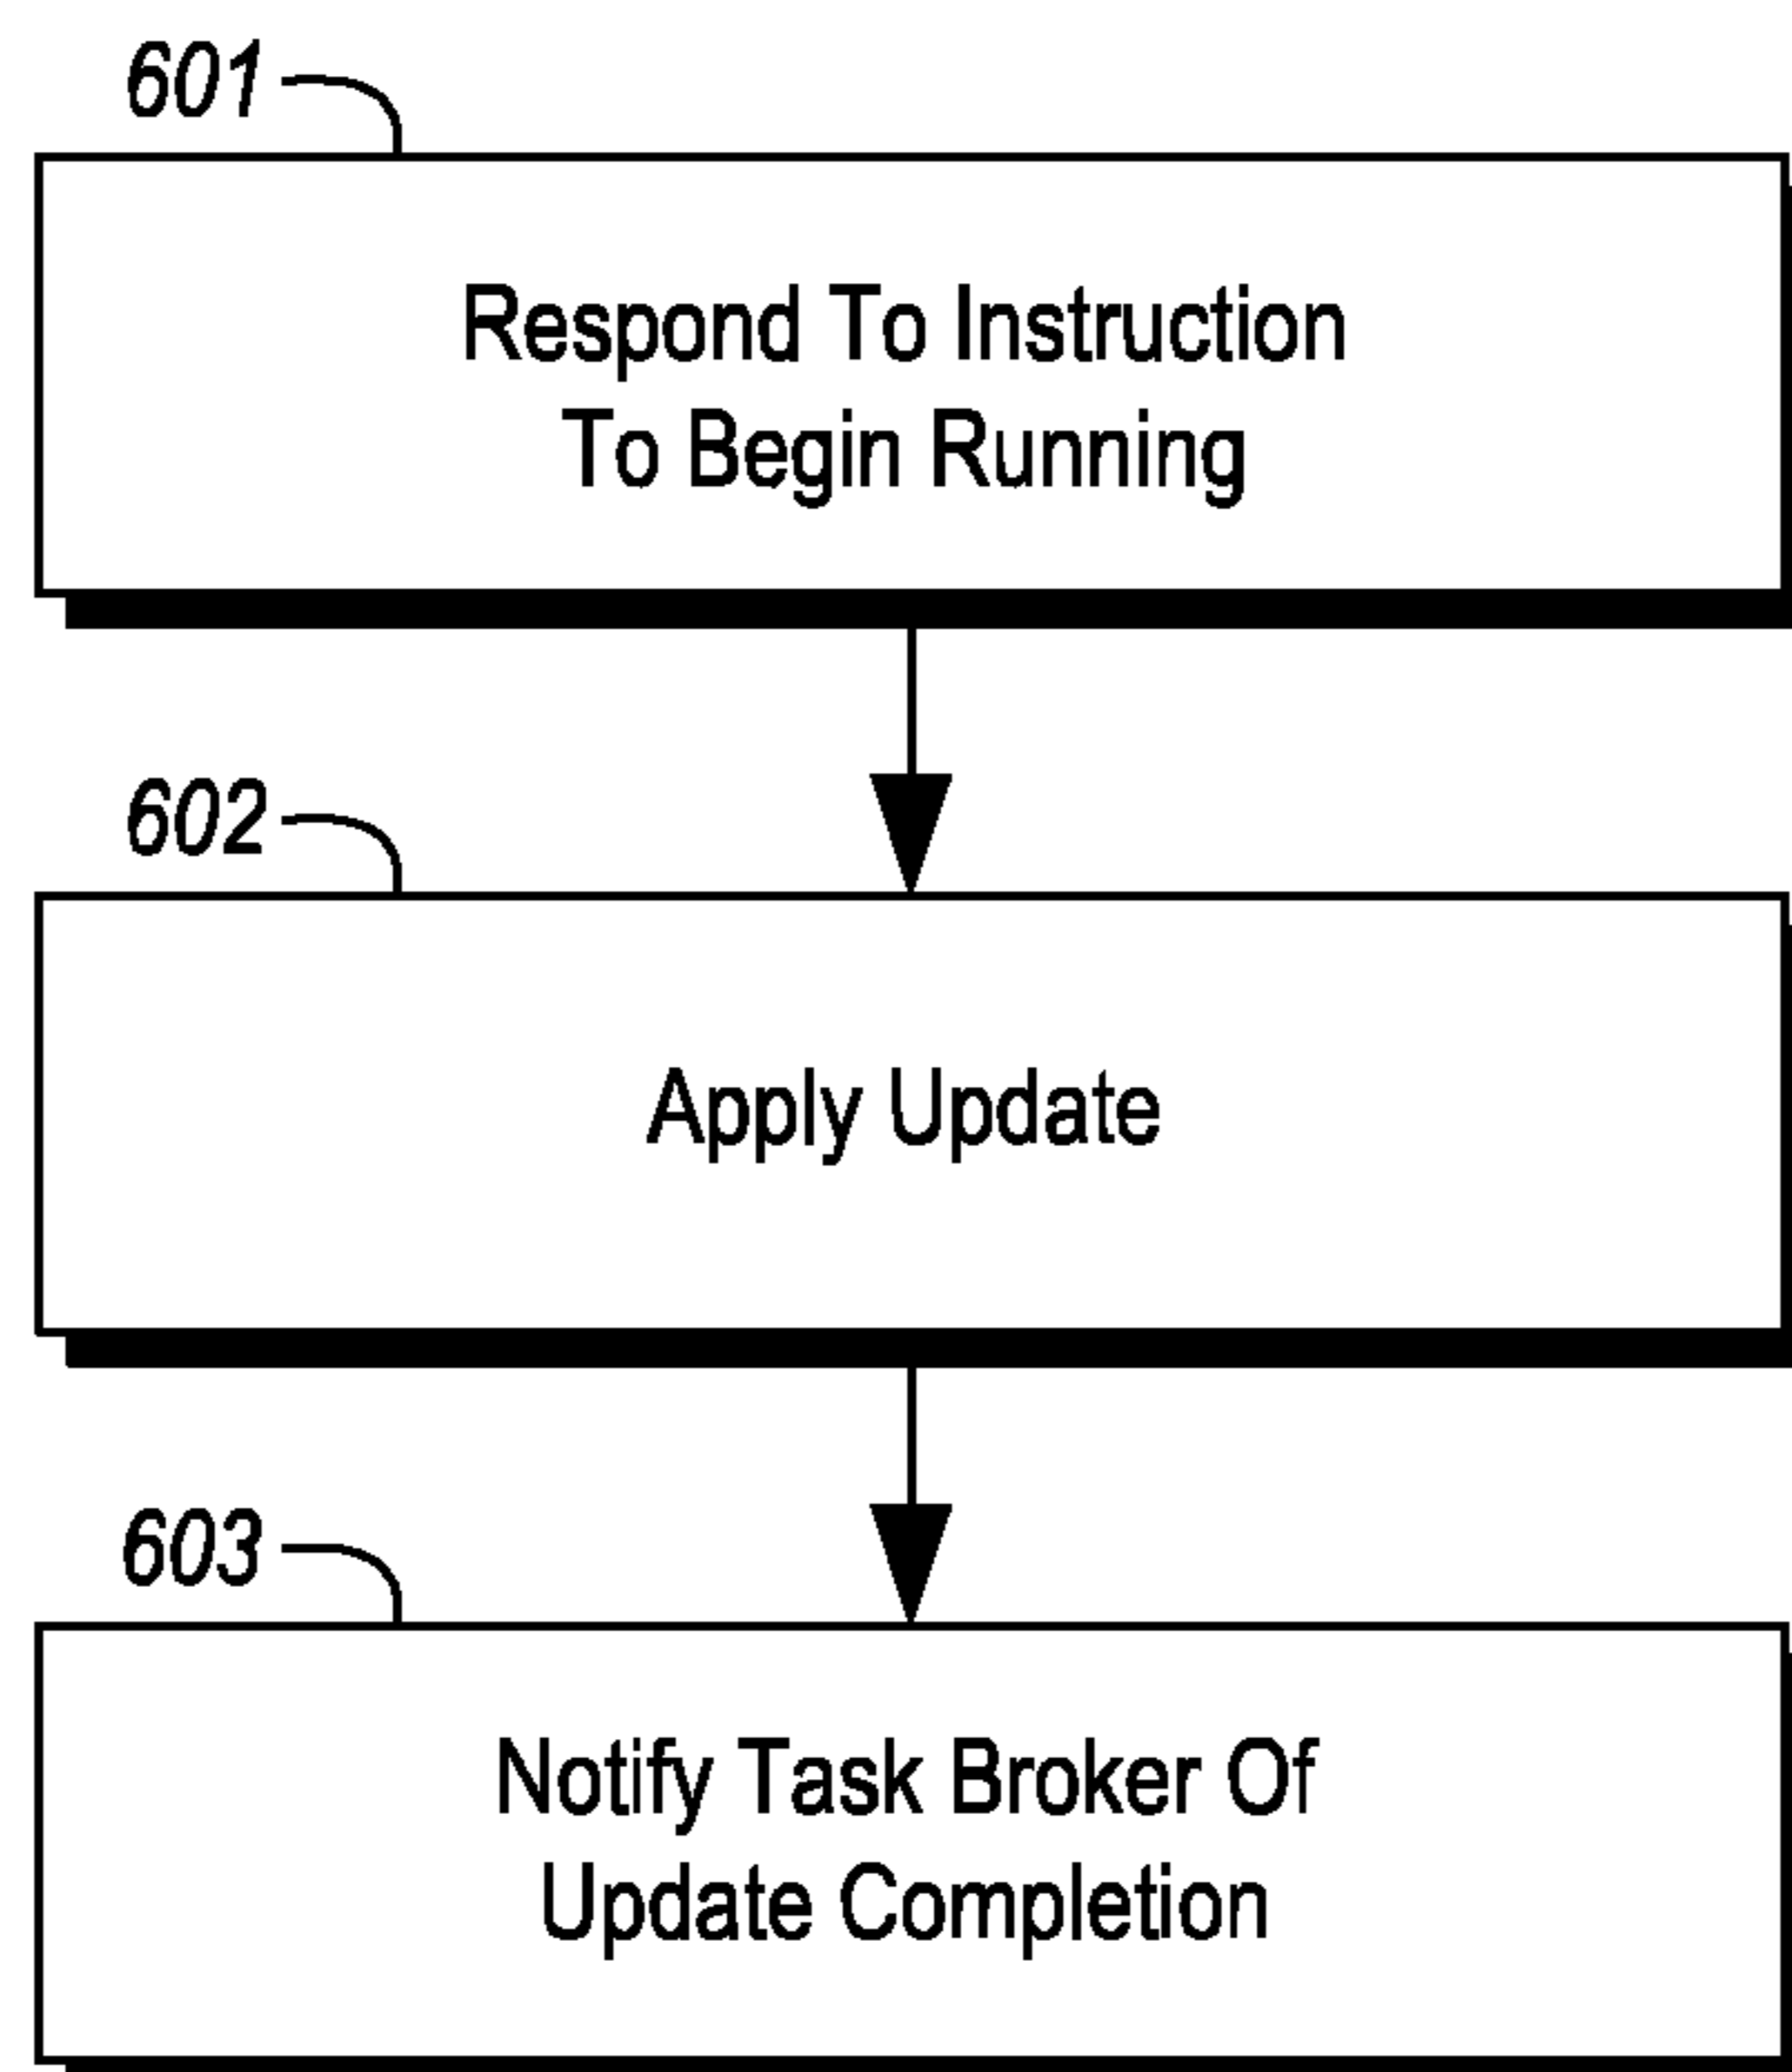 601
Respond To Instruction
To Begin Running
602
Apply Update
603
Notify Task Broker Of
Update Completion